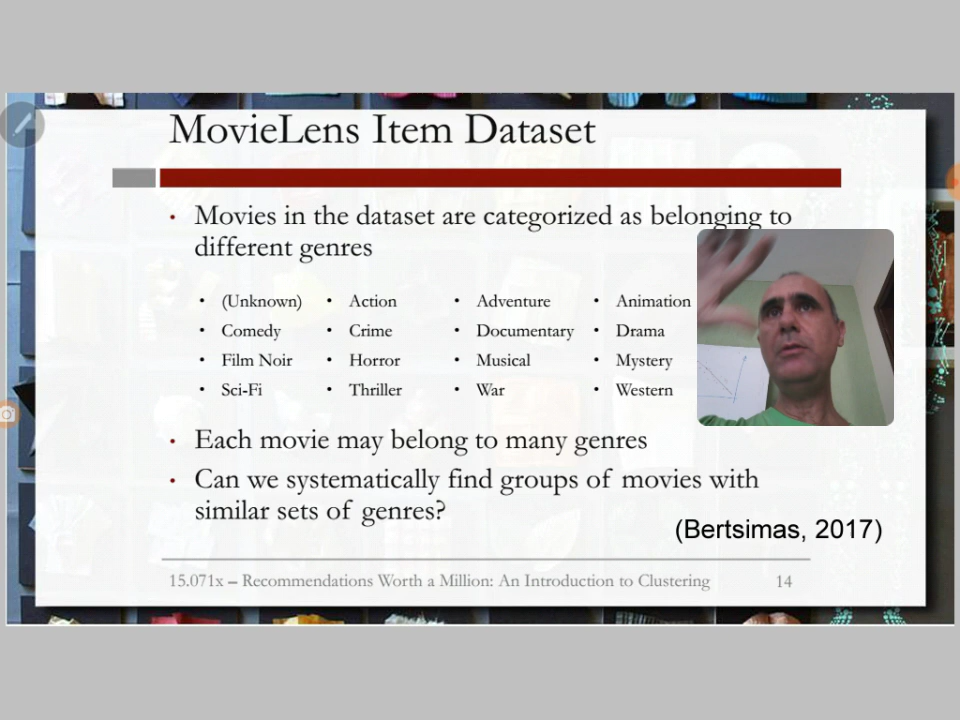 MovieLens Item Dataset
• Movies in the dataset are categorized as belonging to
different genres
• (Unknown) • Action • Adventure • Animation
• Comedy • Crime • Documentary • Drama
• Film Noir • Horror • Musical • Mystery
• Sci-Fi • Thriller • War • Western
• Each movie may belong to many genres
• Can we systematically find groups of movies with
similar sets of genres?
(Bertsimas, 2017)
15.071x – Recommendations Worth a Million: An Introduction to Clustering 14